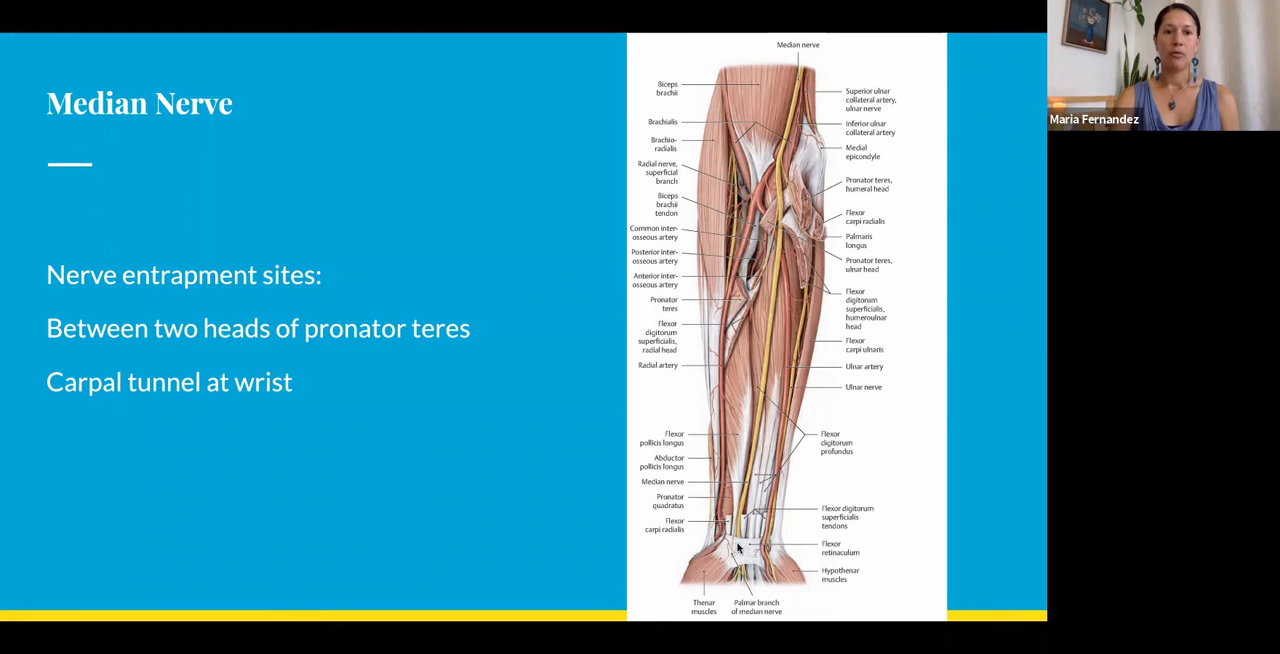 Median Nerve
Nerve entrapment sites:
Between two heads of pronator teres
Carpal tunnel at wrist
Median nerve
Biceps
brachii
Brachialis
Brachio-
radialis
Radial nerve,
superficial
branch
Biceps
brachii
tendon
Common inter-
osseous artery
Posterior inter-
osseous artery
Anterior inter-
osseous artery
Pronator
teres
Flexor
digitorum
superficialis,
radial head
Radial artery
Flexor
pollicis longus
Abductor
pollicis longus
Median nerve
Pronator
quadratus
Flexor
carpi radialis
Thenar
muscles
Palmar branch
of median nerve
Superior ulnar
collateral artery,
ulnar nerve
Inferior ulnar
collateral artery
Medial
epicondyle
Pronator teres,
humeral head
Flexor
carpi radialis
Palmaris
longus
Pronator teres,
ulnar head
Flexor
digitorum
superficialis,
humeroulnar
head
Flexor
carpi ulnaris
Ulnar artery
Ulnar nerve
Flexor
digitorum
profundus
Flexor digitorum
superficialis
tendons
Flexor
retinaculum
Hypothenar
muscles
Maria Fernandez